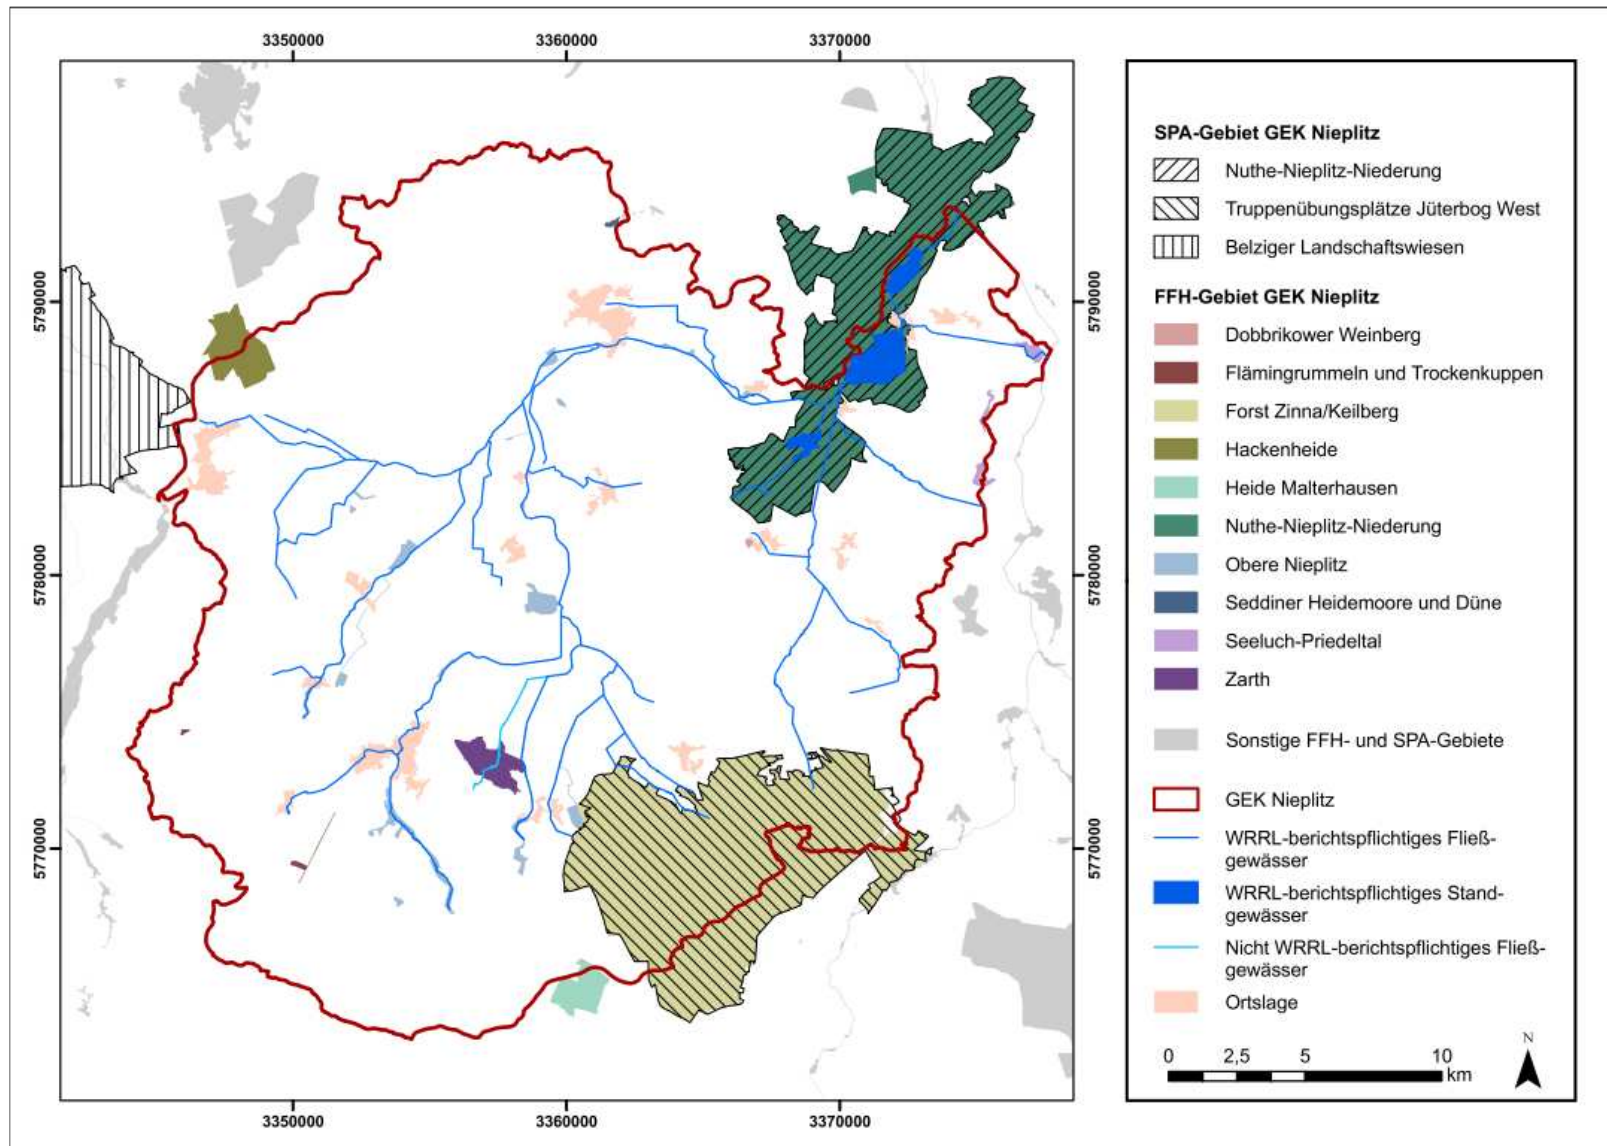 3350000
3360000
3370000
5790000
5790000
5780000
5780000
5770000
5770000
3350000
3360000
3370000
SPA-Gebiet GEK Nieplitz
Nuthe-Nieplitz-Niederung
Truppenübungsplätze Jüterbog West
Belziger Landschaftswiesen
FFH-Gebiet GEK Nieplitz
Dobbrikower Weinberg
Flämingrummeln und Trockenkuppen
Forst Zinna/Keilberg
Hackenheide
Heide Malterhausen
Nuthe-Nieplitz-Niederung
Obere Nieplitz
Seddiner Heidemoore und Düne
Seeluch-Priedeltal
Zarth
Sonstige FFH- und SPA-Gebiete
GEK Nieplitz
WRRL-berichtspflichtiges Fließ-
gewässer
WRRL-berichtspflichtiges Stand-
gewässer
Nicht WRRL-berichtspflichtiges Fließ-
gewässer
Ortslage
N
0 2,5 5 10
km